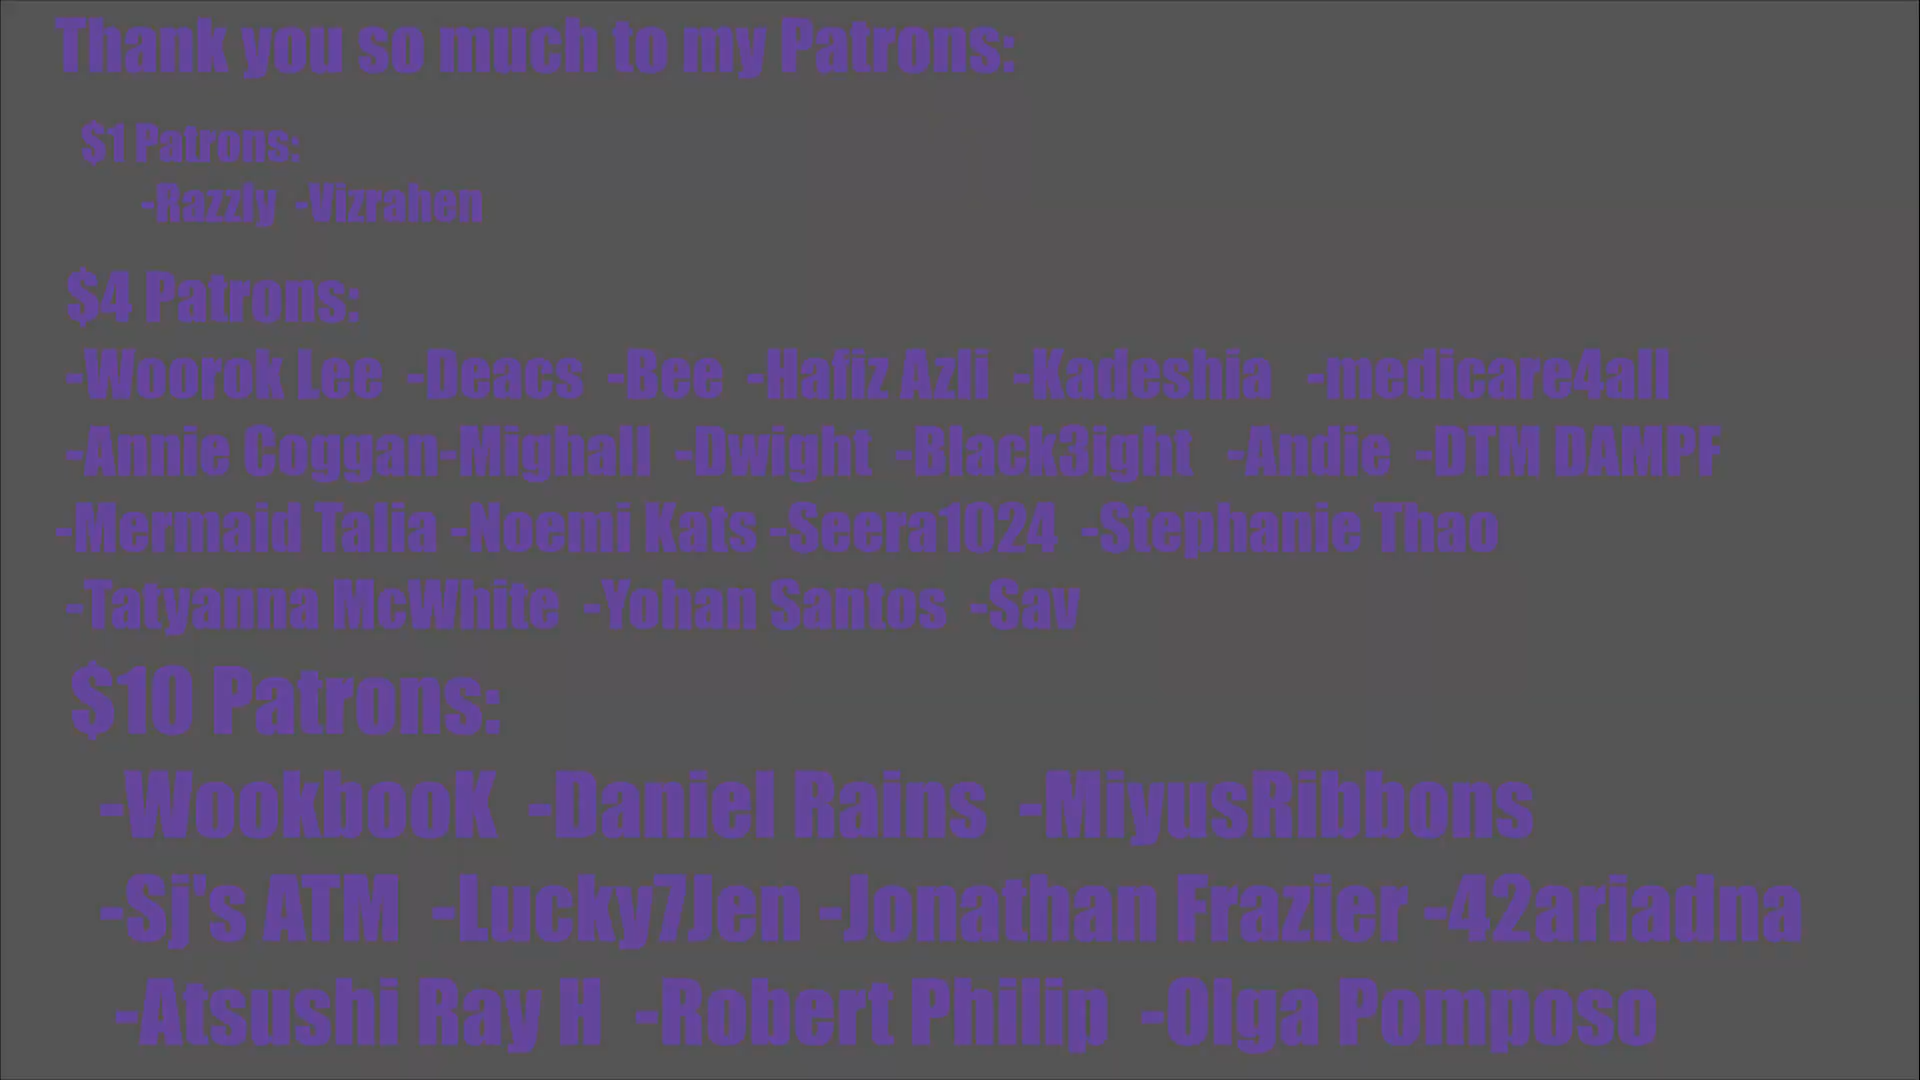 Thank you so much to my Patrons:
$1 Patrons:
-Razzly -Vizrahen
$4 Patrons:
-Woorok Lee -Deacs -Bee -Hafiz Azli -Kadeshia -medicare4all
-Annie Coggan-Mighall -Dwight -Black3ight -Andie -DTM DAMPF
-Mermaid Talia -Noemi Kats -Seera1024 -Stephanie Thao
-Tatyanna McWhite -Yohan Santos -Sav
$10 Patrons:
-WookbooK -Daniel Rains -MiyusRibbons
-Sj's ATM -Lucky7Jen -Jonathan Frazier -42ariadna
-Atsushi Ray H -Robert Philip -Olga Pomposo